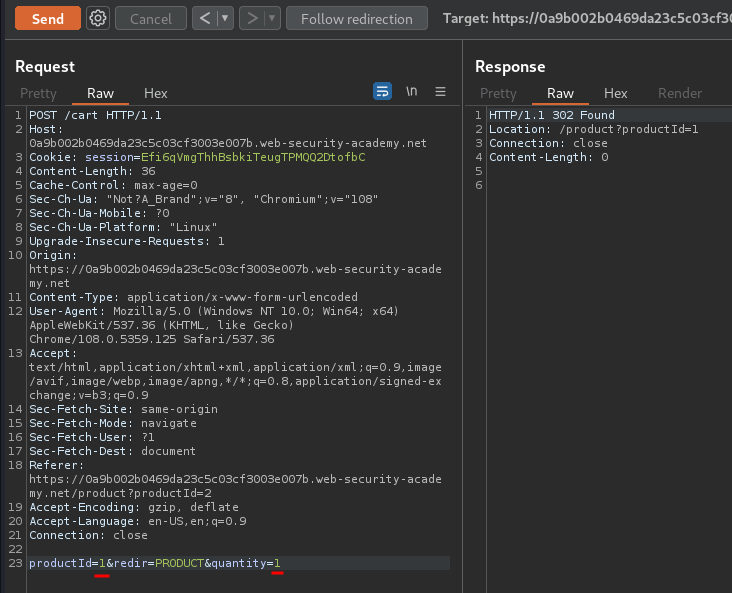 Send Cancel < ▼ > ▼ Follow redirection Target: https://0a9b002b0469da23c5c03cf30
Request
Pretty Raw Hex \n
1 POST /cart HTTP/1.1
2 Host:
0a9b002b0469da23c5c03cf3003e007b.web-security-academy.net
3 Cookie: session=Efi6qVmgThhBsbkiTeugTPMQQ2DtofbC
4 Content-Length: 36
5 Cache-Control: max-age=0
6 Sec-Ch-Ua: "Not?A_Brand";v="8", "Chromium";v="108"
7 Sec-Ch-Ua-Mobile: ?0
8 Sec-Ch-Ua-Platform: "Linux"
9 Upgrade-Insecure-Requests: 1
10 Origin:
https://0a9b002b0469da23c5c03cf3003e007b.web-security-acade
my.net
11 Content-Type: application/x-www-form-urlencoded
12 User-Agent: Mozilla/5.0 (Windows NT 10.0; Win64; x64)
AppleWebKit/537.36 (KHTML, like Gecko)
Chrome/108.0.5359.125 Safari/537.36
13 Accept:
text/html,application/xhtml+xml,application/xml;q=0.9,image
/avif,image/webp,image/apng,*/*;q=0.8,application/signed-ex
change;v=b3;q=0.9
14 Sec-Fetch-Site: same-origin
15 Sec-Fetch-Mode: navigate
16 Sec-Fetch-User: ?1
17 Sec-Fetch-Dest: document
18 Referer:
https://0a9b002b0469da23c5c03cf3003e007b.web-security-acade
my.net/product?productId=2
19 Accept-Encoding: gzip, deflate
20 Accept-Language: en-US,en;q=0.9
21 Connection: close
22
23 productId=1&redir=PRODUCT&quantity=1
Response
Pretty Raw Hex Render
1 HTTP/1.1 302 Found
2 Location: /product?productId=1
3 Connection: close
4 Content-Length: 0
5
6